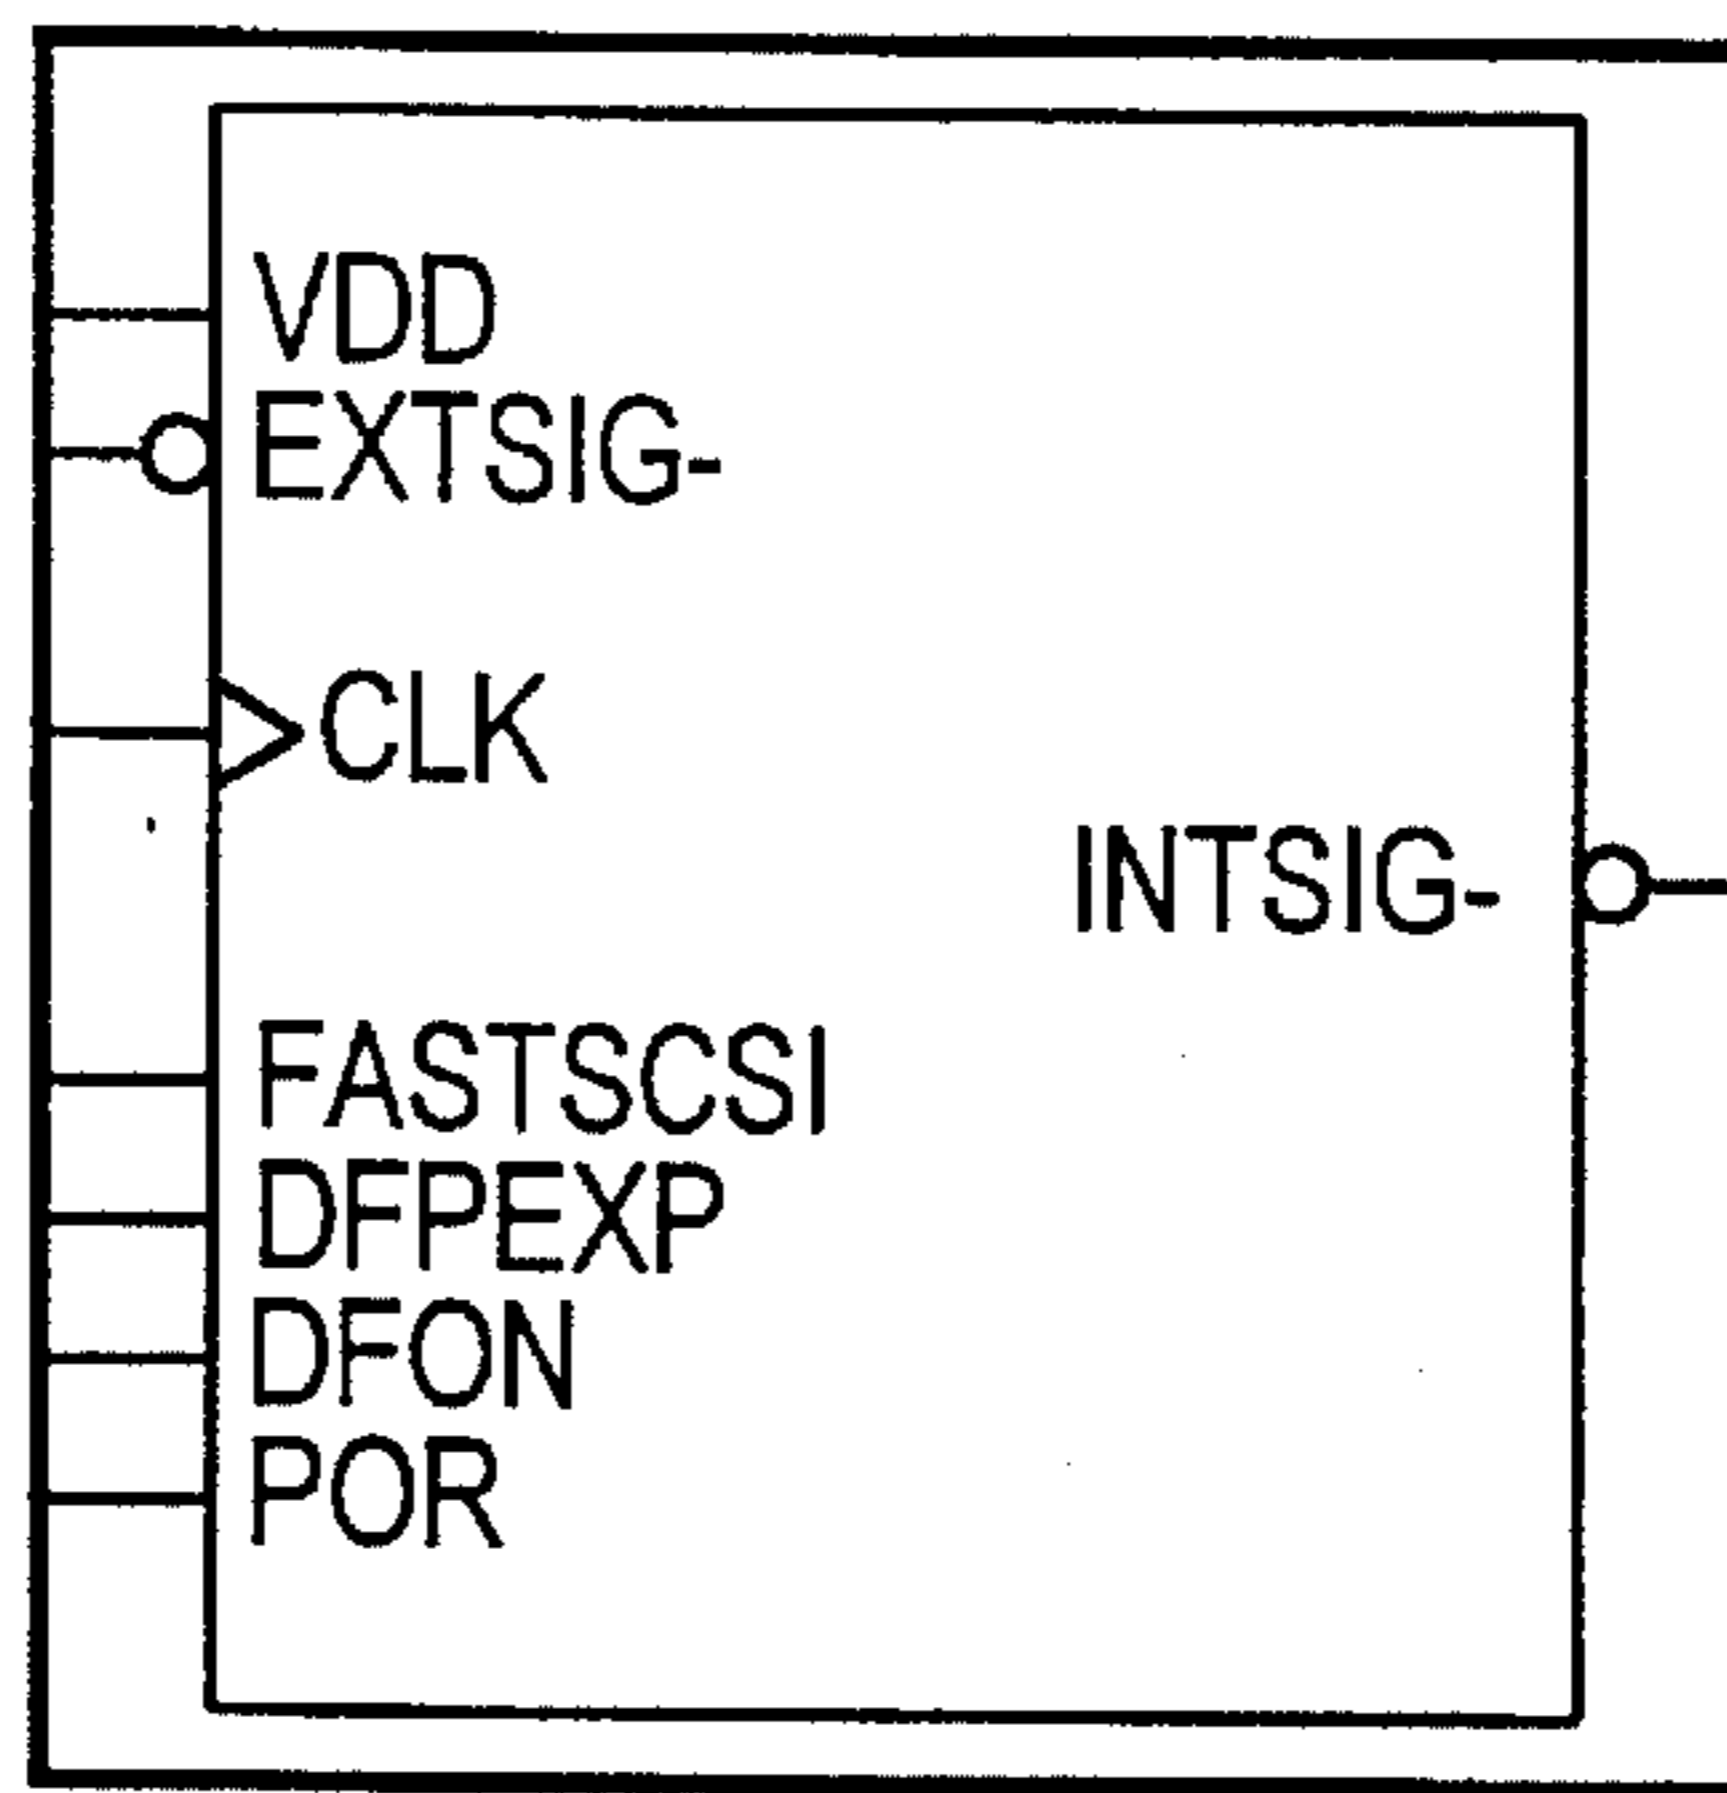 VDD
EXTSIG-
CLK
INTSIG-
FASTSCSI
DFPEXP
DFON
POR